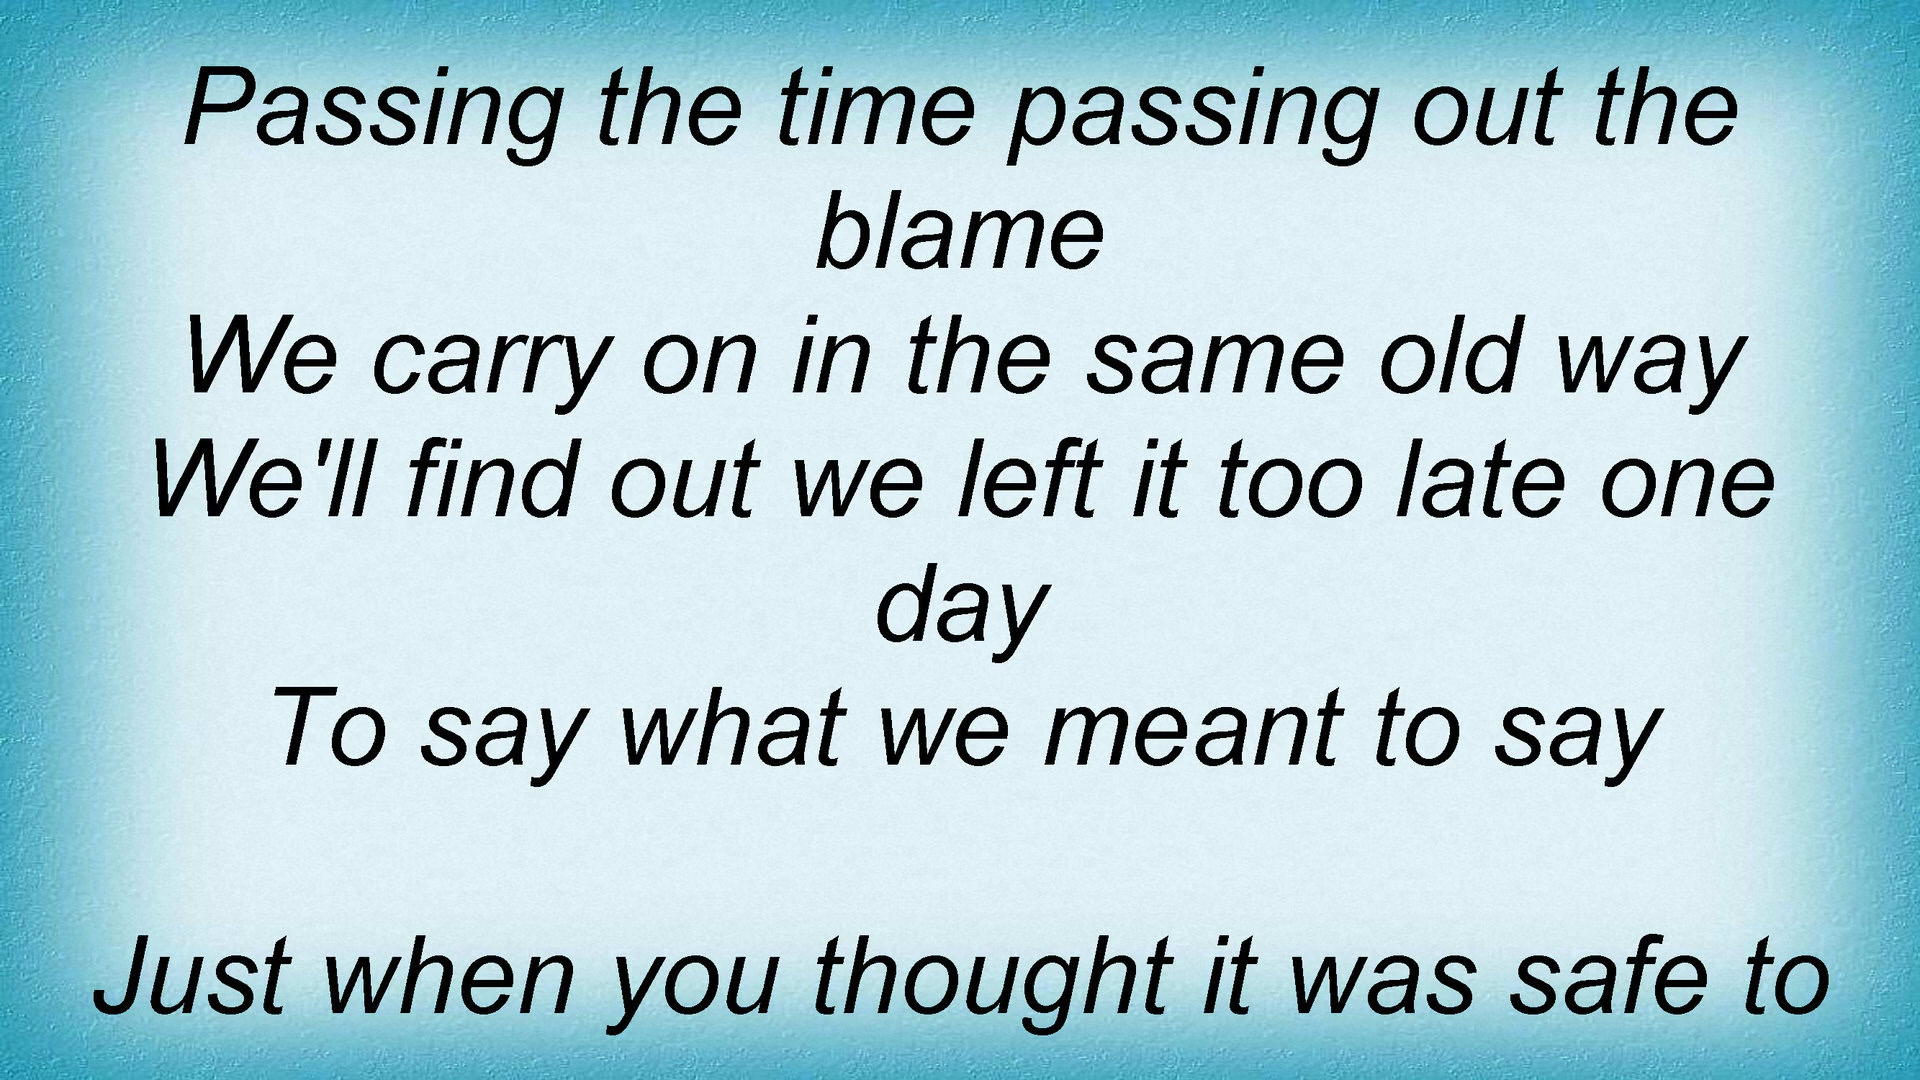 Passing the time passing out the
blame
We carry on in the same old way
We'll find out we left it too late one
day
To say what we meant to say
Just when you thought it was safe to